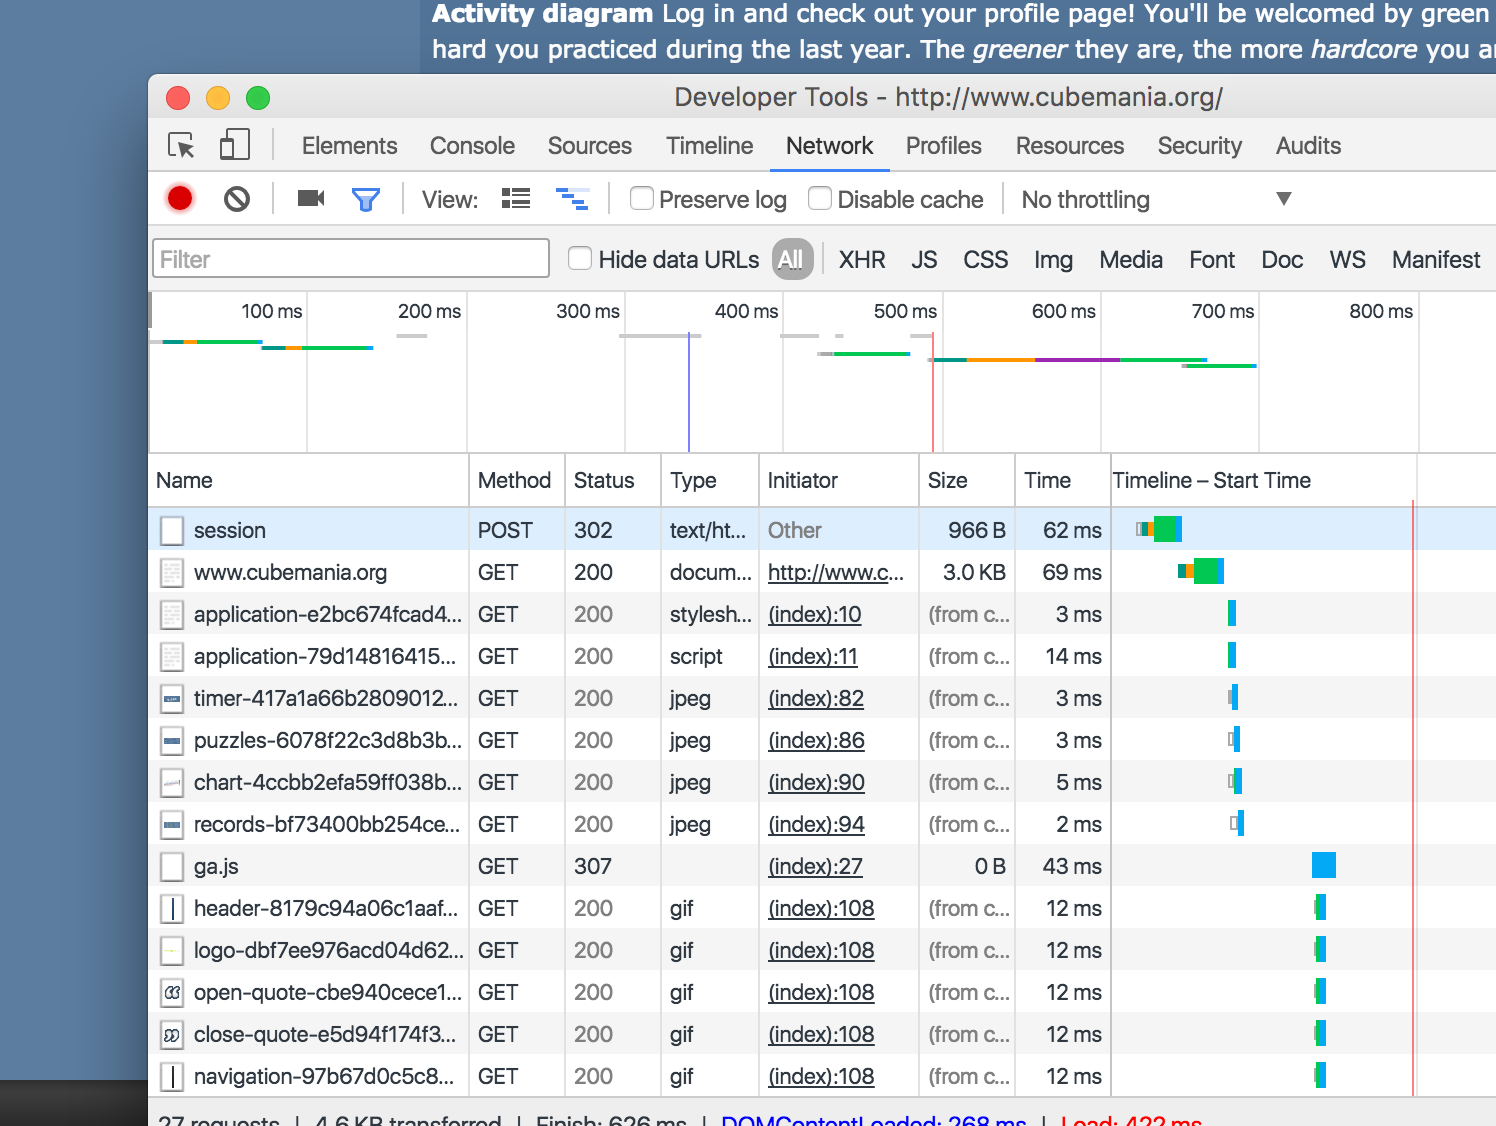 Activity diagram Log in and check out your profile page! You'll be welcomed by green
hard you practiced during the last year. The greener they are, the more hardcore you
Developer Tools - http://www.cubemania.org/
Elements Console Sources Timeline Network Profiles Resources Security Audits
View: Preserve log Disable cache No throttling
Filter Hide data URLs All XHR JS CSS Img Media Font Doc WS Manifest
100 ms 200 ms 300 ms 400 ms 500 ms 600 ms 700 ms 800 ms
Name Method Status Type Initiator Size Time Timeline – Start Time
session POST 302 text/ht... Other 966 B 62 ms
www.cubemania.org GET 200 docum... http://www.c... 3.0 KB 69 ms
application-e2bc674fcad4... GET 200 stylesh... (index):10 (from c... 3 ms
application-79d14816415... GET 200 script (index):11 (from c... 14 ms
timer-417a1a66b2809012... GET 200 jpeg (index):82 (from c... 3 ms
puzzles-6078f22c3d8b3b... GET 200 jpeg (index):86 (from c... 3 ms
chart-4ccbb2efa59ff038b... GET 200 jpeg (index):90 (from c... 5 ms
records-bf73400bb254ce... GET 200 jpeg (index):94 (from c... 2 ms
ga.js GET 307 (index):27 0 B 43 ms
header-8179c94a06c1aaf... GET 200 gif (index):108 (from c... 12 ms
logo-dbf7ee976acd04d62... GET 200 gif (index):108 (from c... 12 ms
open-quote-cbe940cece1... GET 200 gif (index):108 (from c... 12 ms
close-quote-e5d94f174f3... GET 200 gif (index):108 (from c... 12 ms
navigation-97b67d0c5c8... GET 200 gif (index):108 (from c... 12 ms
27 requests | 4.6 KB transferred | Finish: 626 ms | DOMContentLoaded: 268 ms | Load: 422 ms